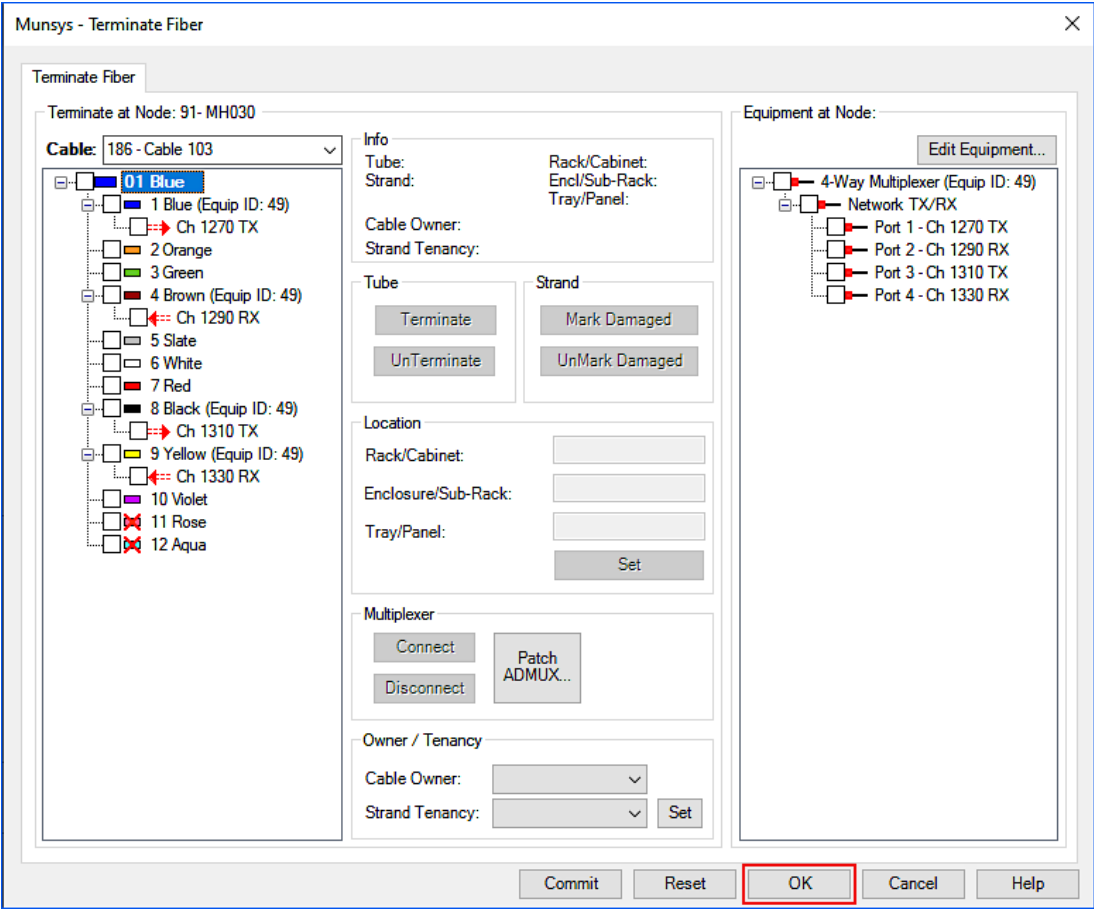 Munsys - Terminate Fiber
Terminate Fiber
Terminate at Node: 91- MH030
Cable: 186 - Cable 103
01 Blue
1 Blue (Equip ID: 49)
Ch 1270 TX
2 Orange
3 Green
4 Brown (Equip ID: 49)
Ch 1290 RX
5 Slate
6 White
7 Red
8 Black (Equip ID: 49)
Ch 1310 TX
9 Yellow (Equip ID: 49)
Ch 1330 RX
10 Violet
11 Rose
12 Aqua
Info
Tube: Rack/Cabinet:
Strand: Encl/Sub-Rack:
Tray/Panel:
Cable Owner:
Strand Tenancy:
Tube
Terminate
UnTerminate
Strand
Mark Damaged
UnMark Damaged
Location
Rack/Cabinet:
Enclosure/Sub-Rack:
Tray/Panel:
Set
Multiplexer
Connect
Disconnect
Patch
ADMUX...
Owner / Tenancy
Cable Owner:
Strand Tenancy: Set
Equipment at Node:
Edit Equipment...
4-Way Multiplexer (Equip ID: 49)
Network TX/RX
Port 1 - Ch 1270 TX
Port 2 - Ch 1290 RX
Port 3 - Ch 1310 TX
Port 4 - Ch 1330 RX
Commit Reset OK Cancel Help